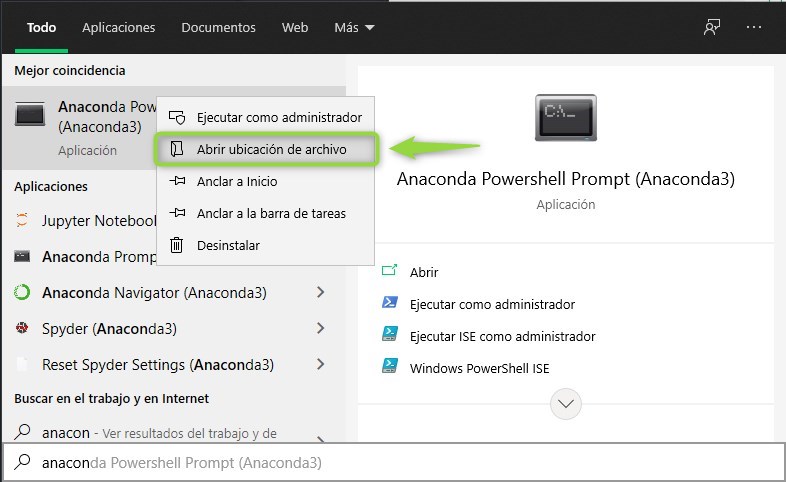 Todo Aplicaciones Documentos Web Más
Mejor coincidencia
Anaconda Pow
(Anaconda3)
Aplicación
Ejecutar como administrador
Abrir ubicación de archivo
Anclar a Inicio
Anclar a la barra de tareas
Desinstalar
Aplicaciones
Jupyter Notebook
Anaconda Promp
Anaconda Navigator (Anaconda3)
Spyder (Anaconda3)
Reset Spyder Settings (Anaconda3)
Buscar en el trabajo y en Internet
anacon - Ver resultados del trabajo y de
C:\_
Anaconda Powershell Prompt (Anaconda3)
Aplicación
Abrir
Ejecutar como administrador
Ejecutar ISE como administrador
Windows PowerShell ISE
anaconda Powershell Prompt (Anaconda3)